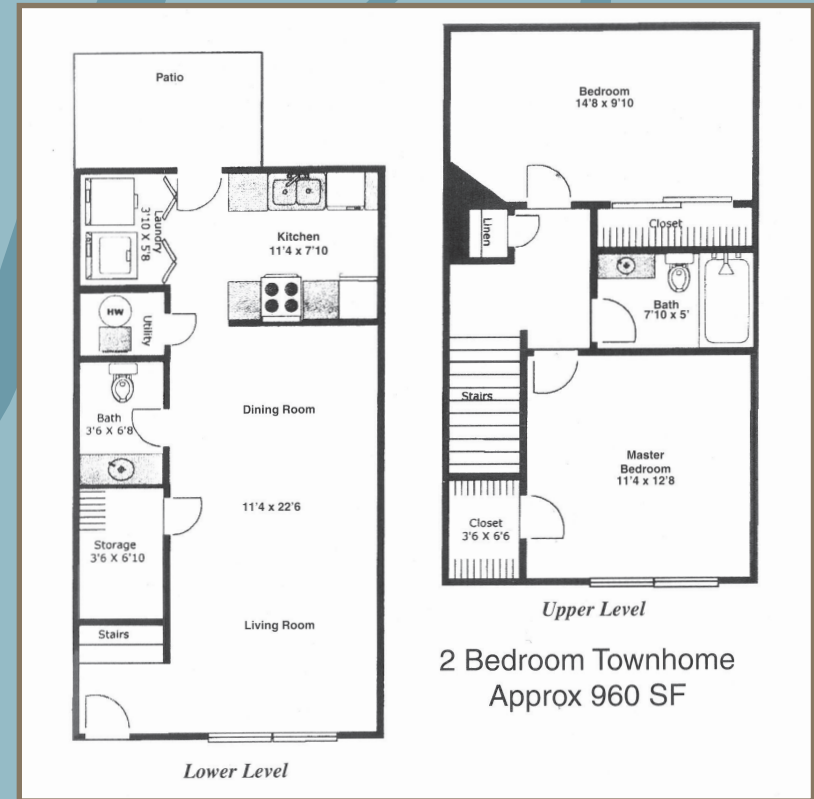 Patio
Laundry
3'10 X 5'8
Kitchen
11'4 x 7'10
HW
Utility
Bath
3'6 X 6'8
Dining Room
11'4 x 22'6
Storage
3'6 X 6'10
Stairs
Living Room
Lower Level
Bedroom
14'8 x 9'10
Linen
Closet
Bath
7'10 x 5'
Stairs
Master
Bedroom
11'4 x 12'8
Closet
3'6 X 6'6
Upper Level
2 Bedroom Townhome
Approx 960 SF